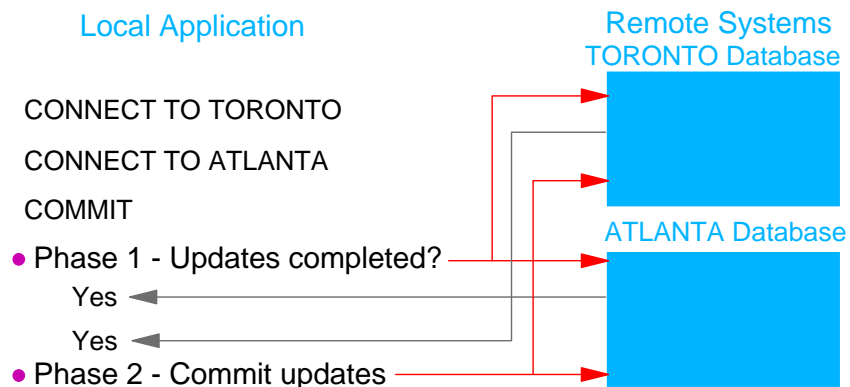 Local Application
Remote Systems
TORONTO Database
CONNECT TO TORONTO
CONNECT TO ATLANTA
COMMIT
ATLANTA Database
Phase 1 - Updates completed?
Yes
Yes
Phase 2 - Commit updates